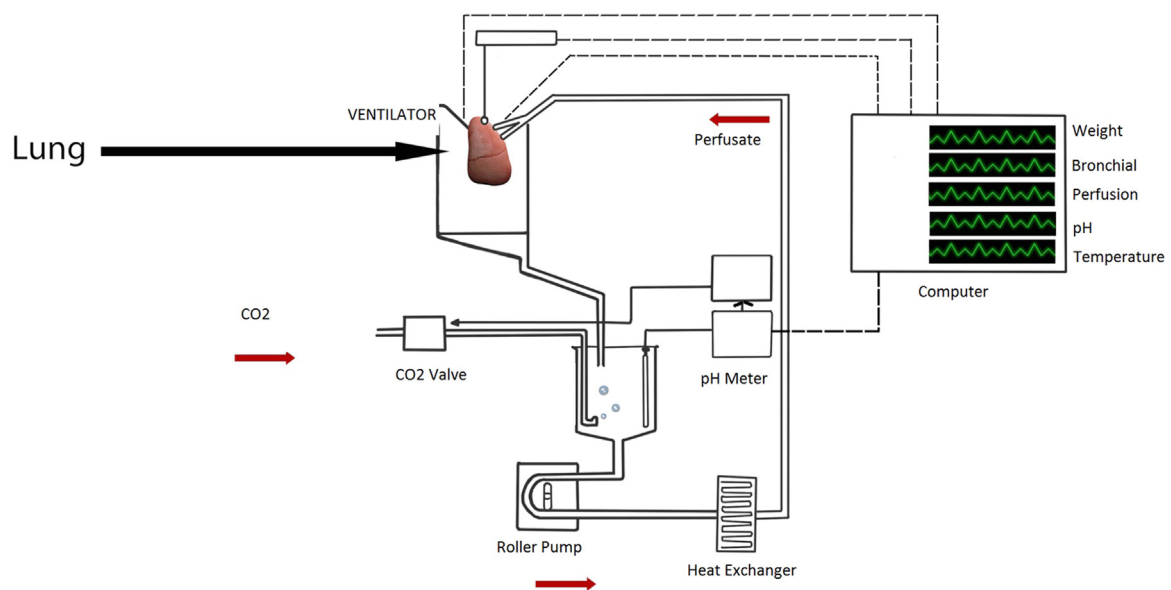 VENTILATOR
Lung
Perfusate
Weight
Bronchial
Perfusion
pH
Temperature
Computer
CO2
CO2 Valve
pH Meter
Roller Pump
Heat Exchanger